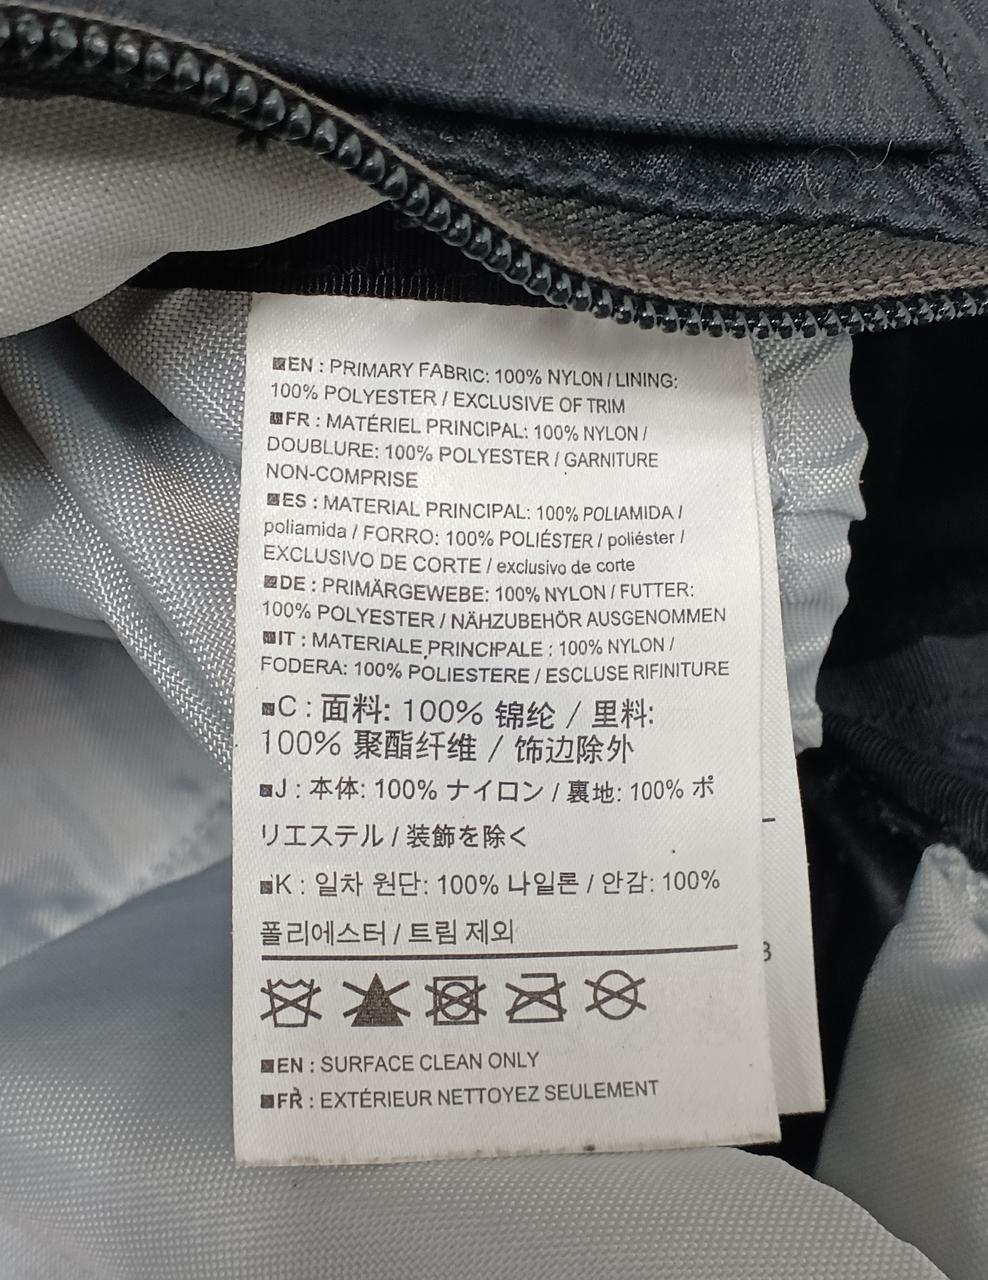 EN : PRIMARY FABRIC: 100% NYLON / LINING:
100% POLYESTER / EXCLUSIVE OF TRIM
FR : MATÉRIEL PRINCIPAL: 100% NYLON /
DOUBLURE: 100% POLYESTER / GARNITURE
NON-COMPRISE
ES : MATERIAL PRINCIPAL: 100% POLIAMIDA /
poliamida / FORRO: 100% POLIÉSTER / poliéster /
EXCLUSIVO DE CORTE / exclusivo de corte
DE : PRIMÄRGEWEBE: 100% NYLON / FUTTER:
100% POLYESTER / NÄHZUBEHÖR AUSGENOMMEN
IT : MATERIALE PRINCIPALE : 100% NYLON /
FODERA: 100% POLIESTERE / ESCLUSE RIFINITURE
C : 面料: 100% 锦纶 / 里料:
100% 聚酯纤维 / 饰边除外
J : 本体: 100% ナイロン / 裏地: 100% ポ
リエステル / 装飾を除く
K : 일차 원단: 100% 나일론 / 안감: 100%
폴리에스터 / 트림 제외
EN : SURFACE CLEAN ONLY
FR : EXTÉRIEUR NETTOYEZ SEULEMENT